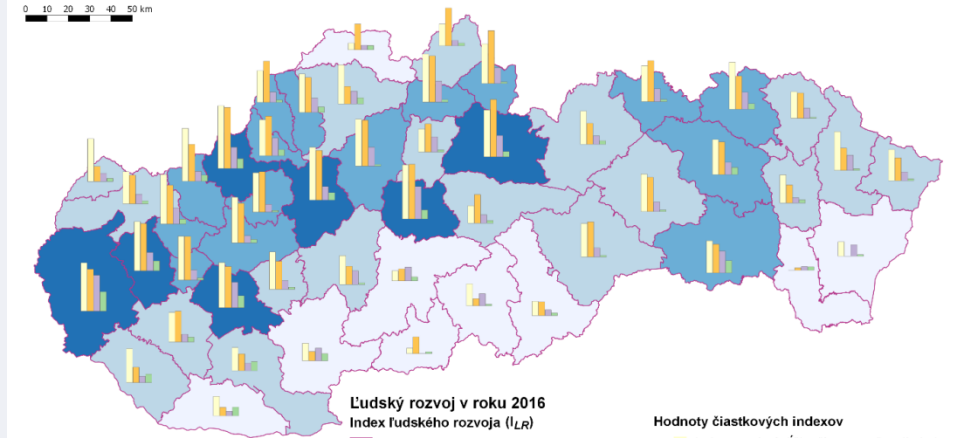 0 10 20 30 40 50 km
Ľudský rozvoj v roku 2016
Index ľudského rozvoja (ILR)
Hodnoty čiastkových indexov